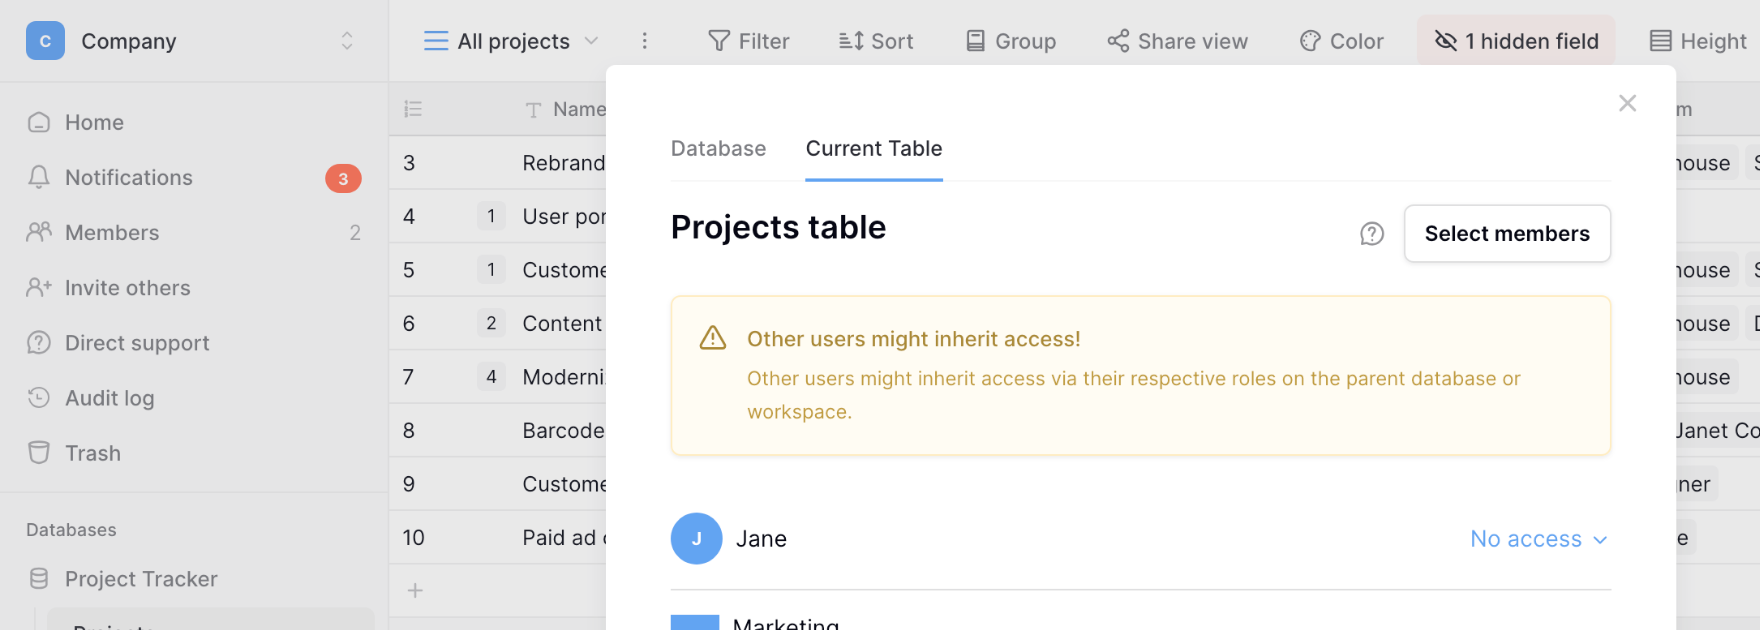 C Company
All projects
Filter
Sort
Group
Share view
Color
1 hidden field
Height
Home
Notifications 3
Members 2
Invite others
Direct support
Audit log
Trash
Databases
Project Tracker
Projects
Name
3 Rebrand
4 1 User por
5 1 Custome
6 2 Content
7 4 Moderni
8 Barcode
9 Custome
10 Paid ad
Database
Current Table
Projects table
Select members
Other users might inherit access!
Other users might inherit access via their respective roles on the parent database or
workspace.
J Jane
No access
Marketing
m
house
house
house
house
Janet Co
ner
e